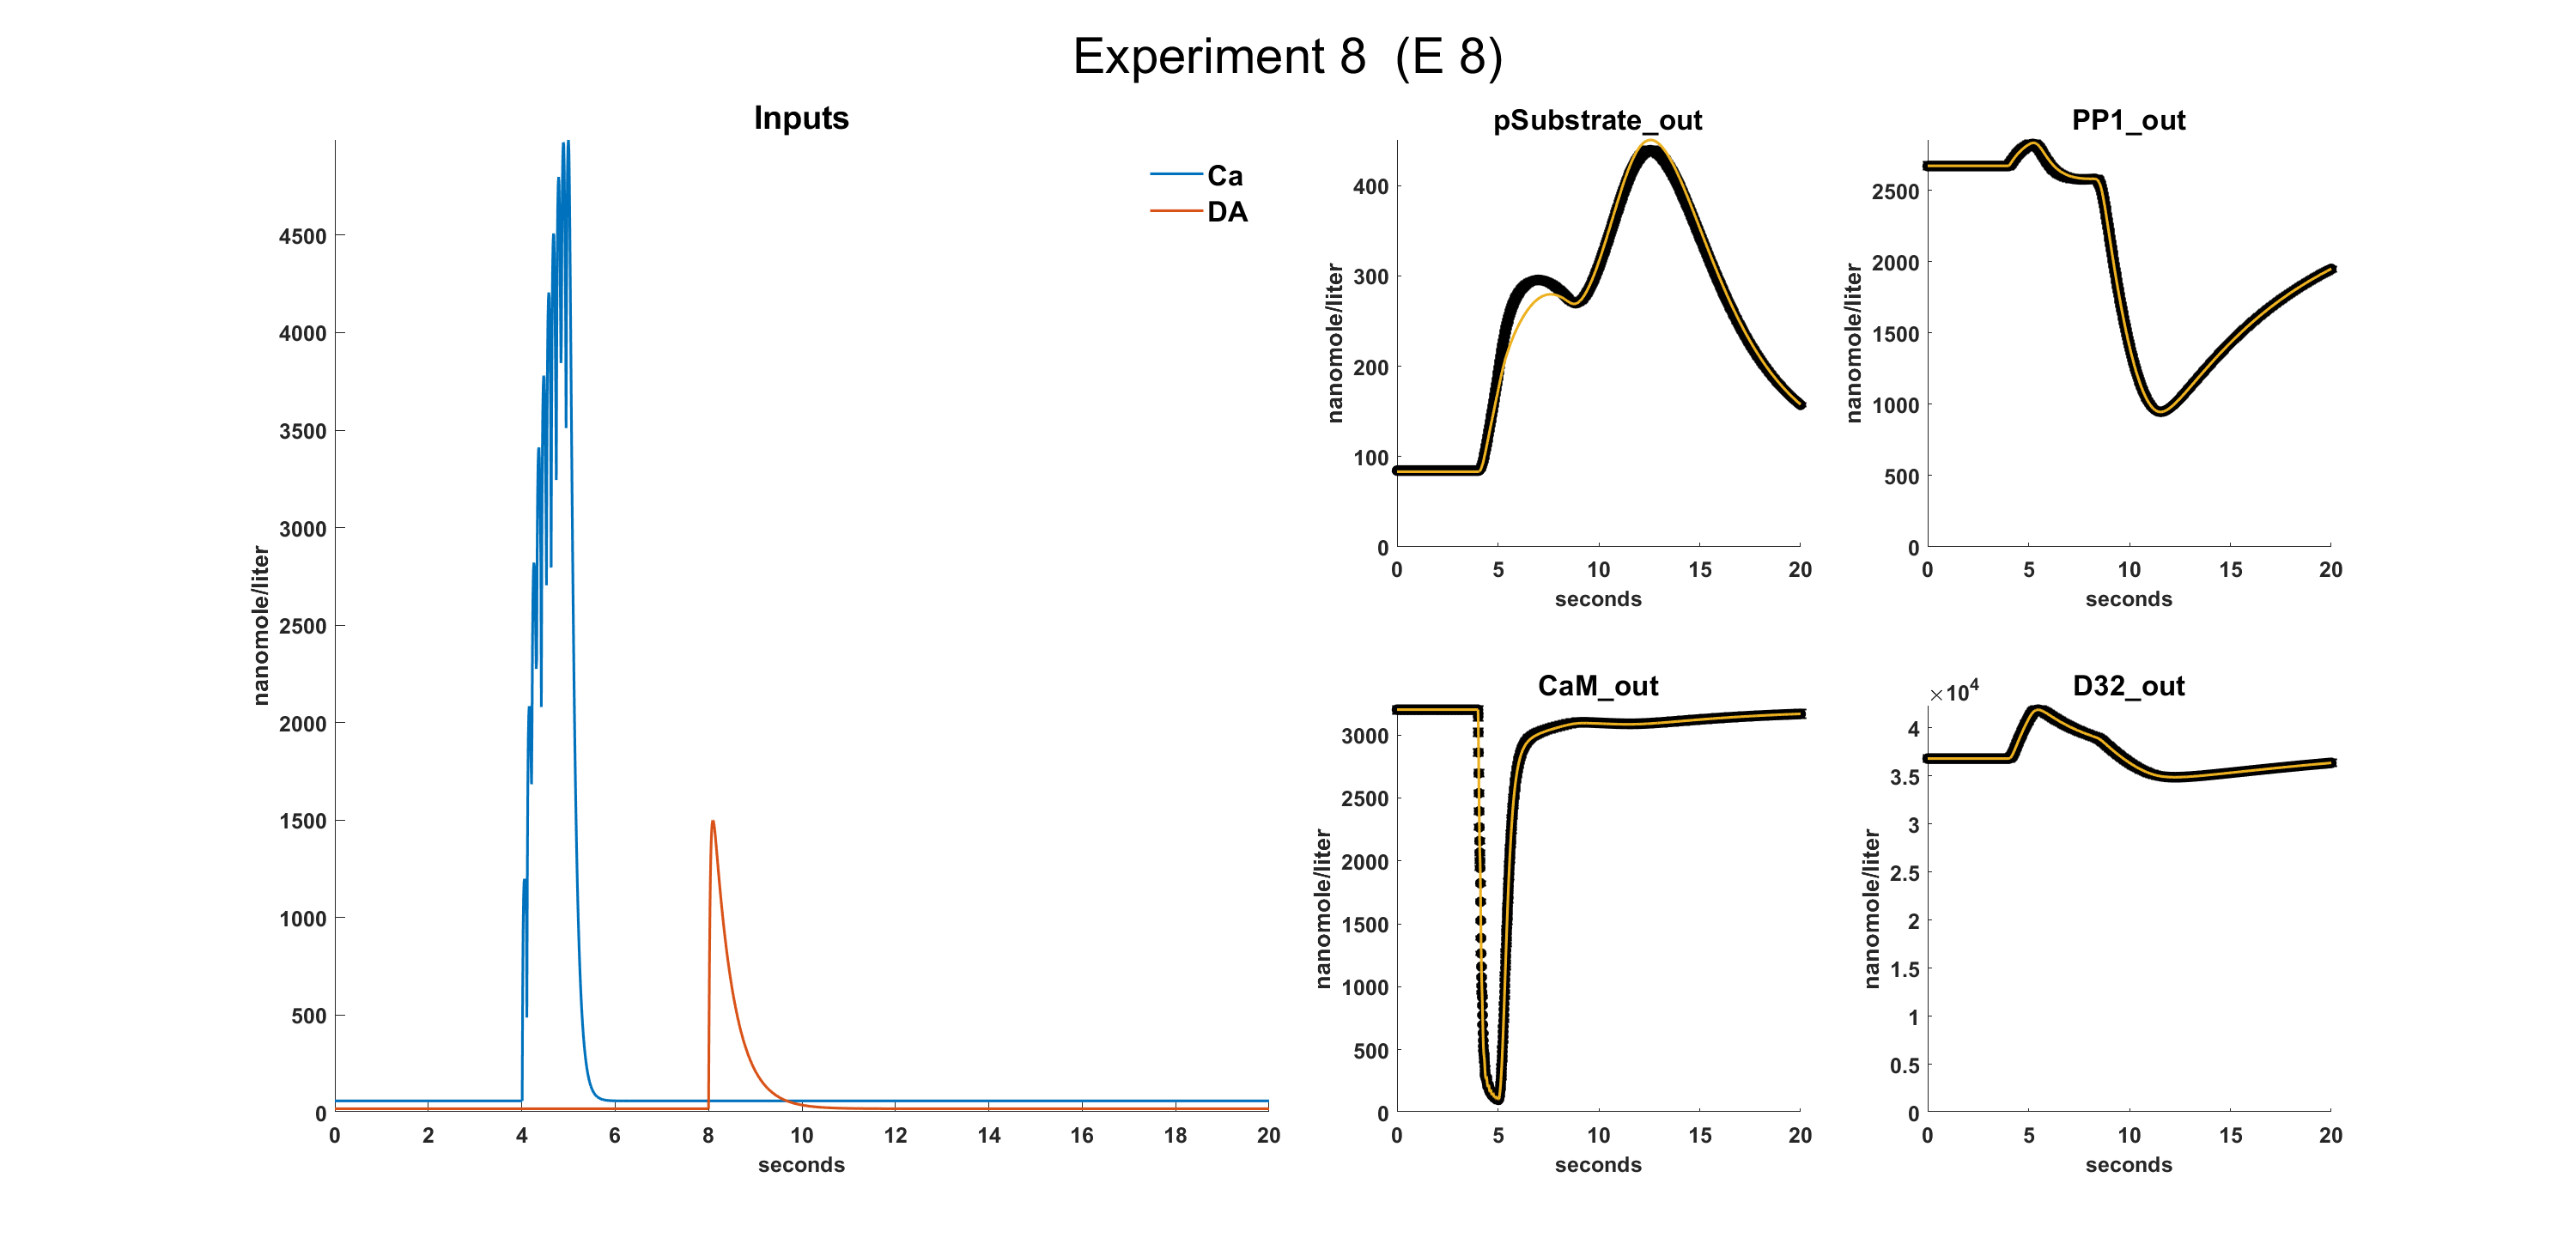 Experiment 8  (E 8)
Inputs
Ca
DA
4500
4000
3500
3000
2500
2000
1500
1000
500
0
nanomole/liter
0 2 4 6 8 10 12 14 16 18 20
seconds
pSubstrate_out
400
300
200
100
0
nanomole/liter
0 5 10 15 20
seconds
PP1_out
2500
2000
1500
1000
500
0
nanomole/liter
0 5 10 15 20
seconds
CaM_out
3000
2500
2000
1500
1000
500
0
nanomole/liter
0 5 10 15 20
seconds
×10⁴
D32_out
4
3.5
3
2.5
2
1.5
1
0.5
0
nanomole/liter
0 5 10 15 20
seconds